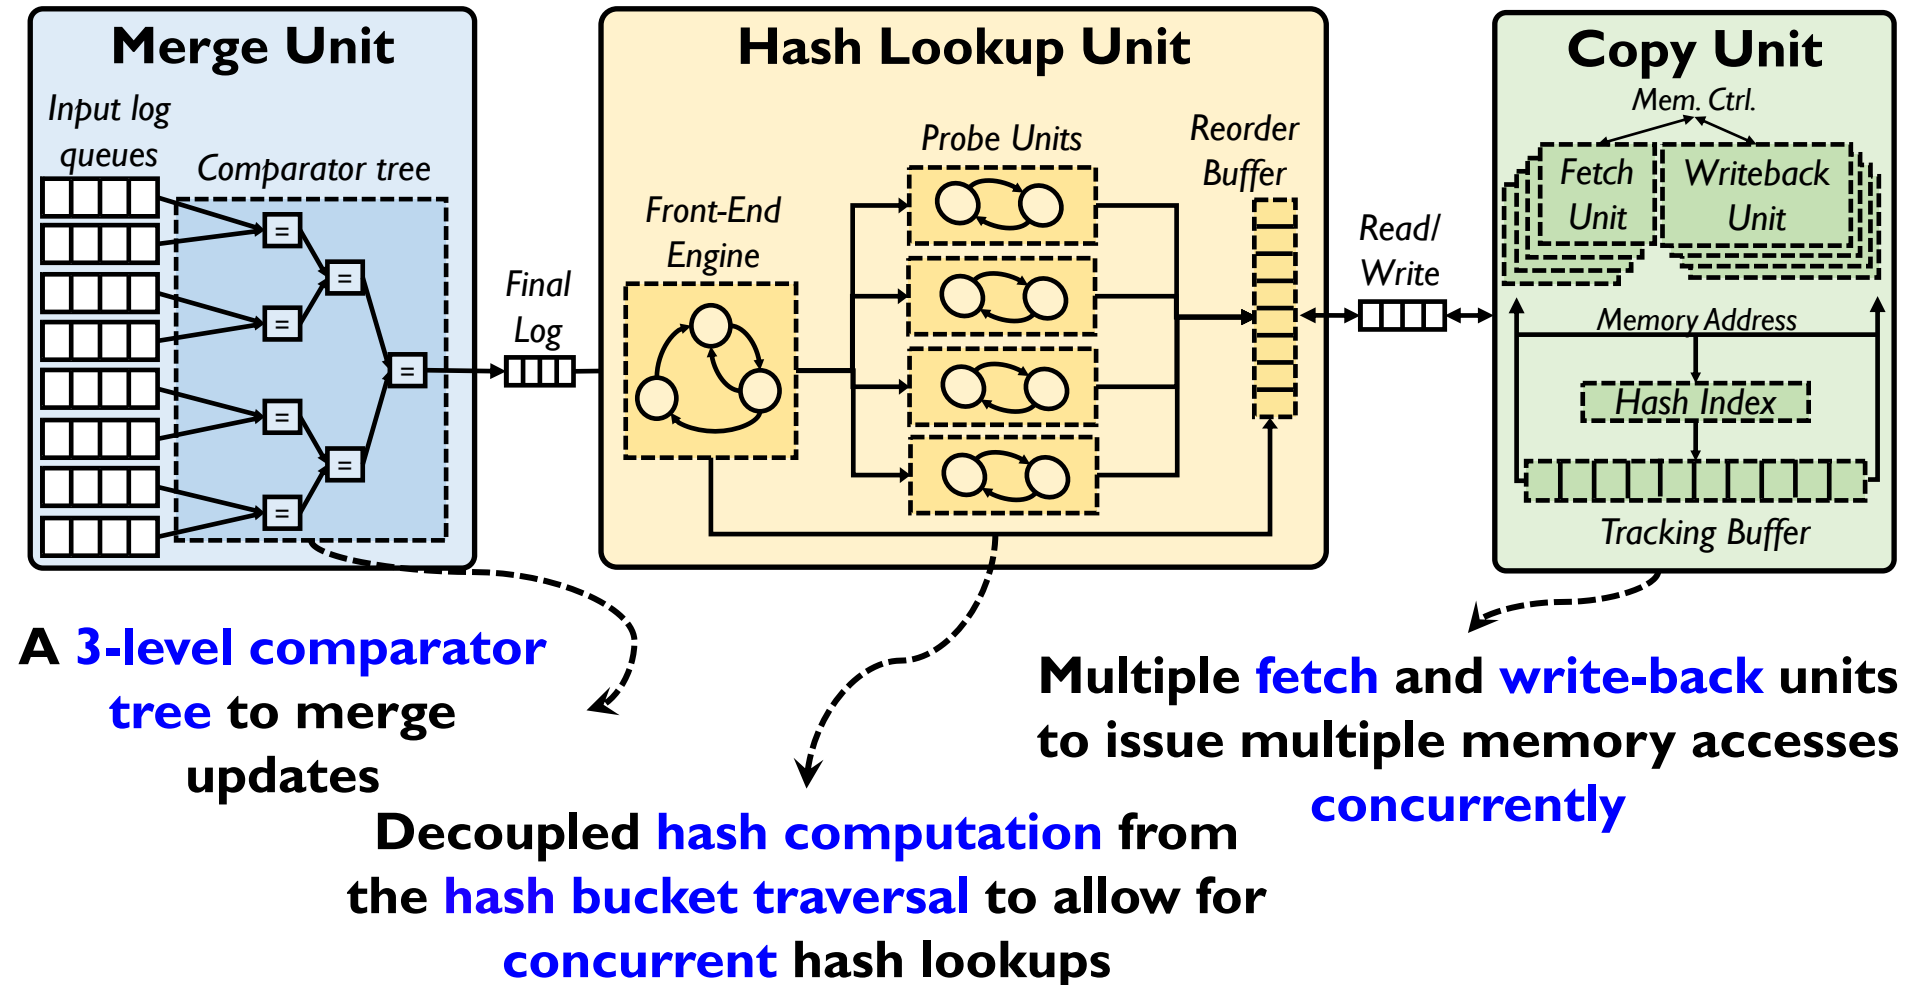 Merge Unit
Input log
queues
Comparator tree
=
=
=
=
=
=
=
Final
Log
Hash Lookup Unit
Front-End
Engine
Probe Units
Reorder
Buffer
Read/
Write
Copy Unit
Mem. Ctrl.
Fetch
Unit
Writeback
Unit
Memory Address
Hash Index
Tracking Buffer
A 3-level comparator
tree to merge
updates
Decoupled hash computation from
the hash bucket traversal to allow for
concurrent hash lookups
Multiple fetch and write-back units
to issue multiple memory accesses
concurrently